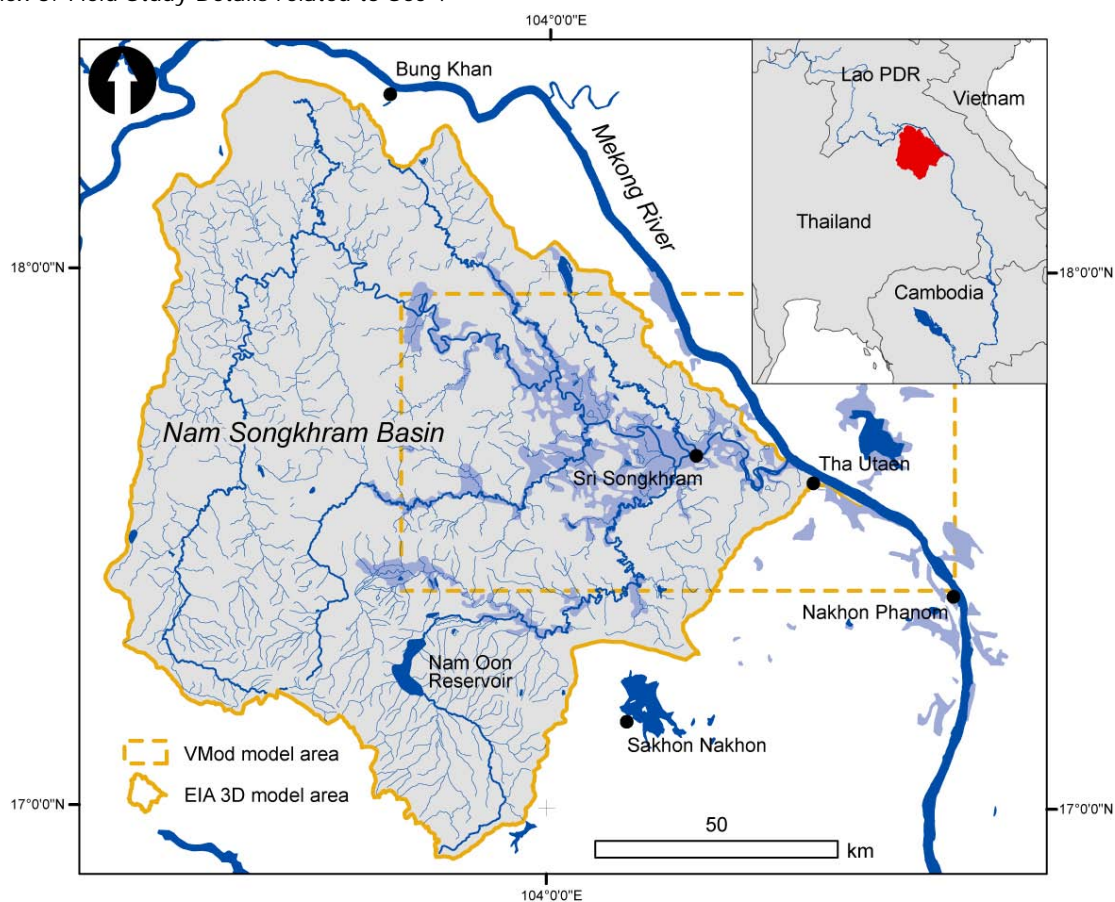 104°0'0"E
Bung Khan
Mekong River
Lao PDR
Vietnam
Thailand
Cambodia
18°0'0"N
18°0'0"N
Nam Songkhram Basin
Sri Songkhram
Tha Utaen
Nakhon Phanom
Nam Oon
Reservoir
Sakhon Nakhon
VMod model area
EIA 3D model area
17°0'0"N
17°0'0"N
50
km
104°0'0"E